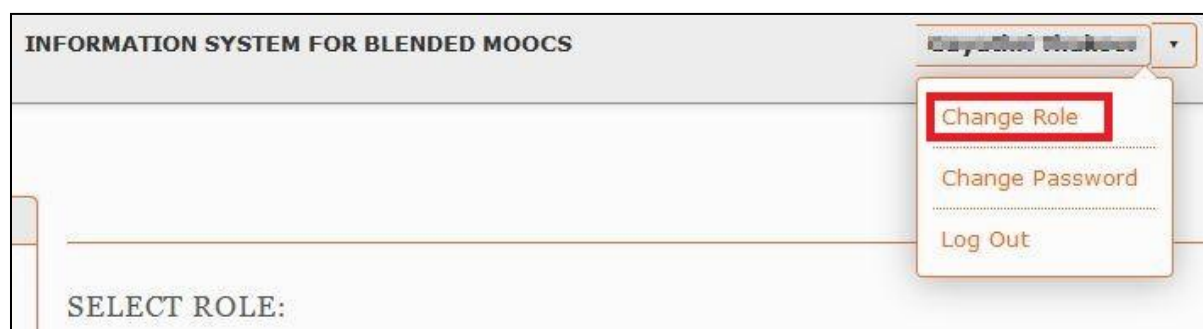 INFORMATION SYSTEM FOR BLENDED MOOCS
Change Role
Change Password
Log Out
SELECT ROLE: